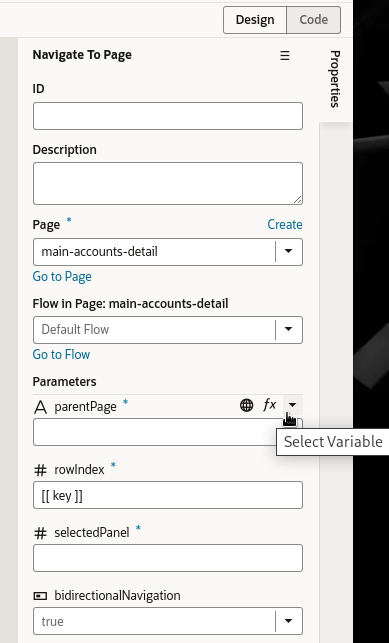 Design Code
Navigate To Page
Properties
ID
Description
Page * Create
main-accounts-detail
Go to Page
Flow in Page: main-accounts-detail
Default Flow
Go to Flow
Parameters
A parentPage * fx
Select Variable
# rowIndex *
[[ key ]]
# selectedPanel *
bidirectionalNavigation
true